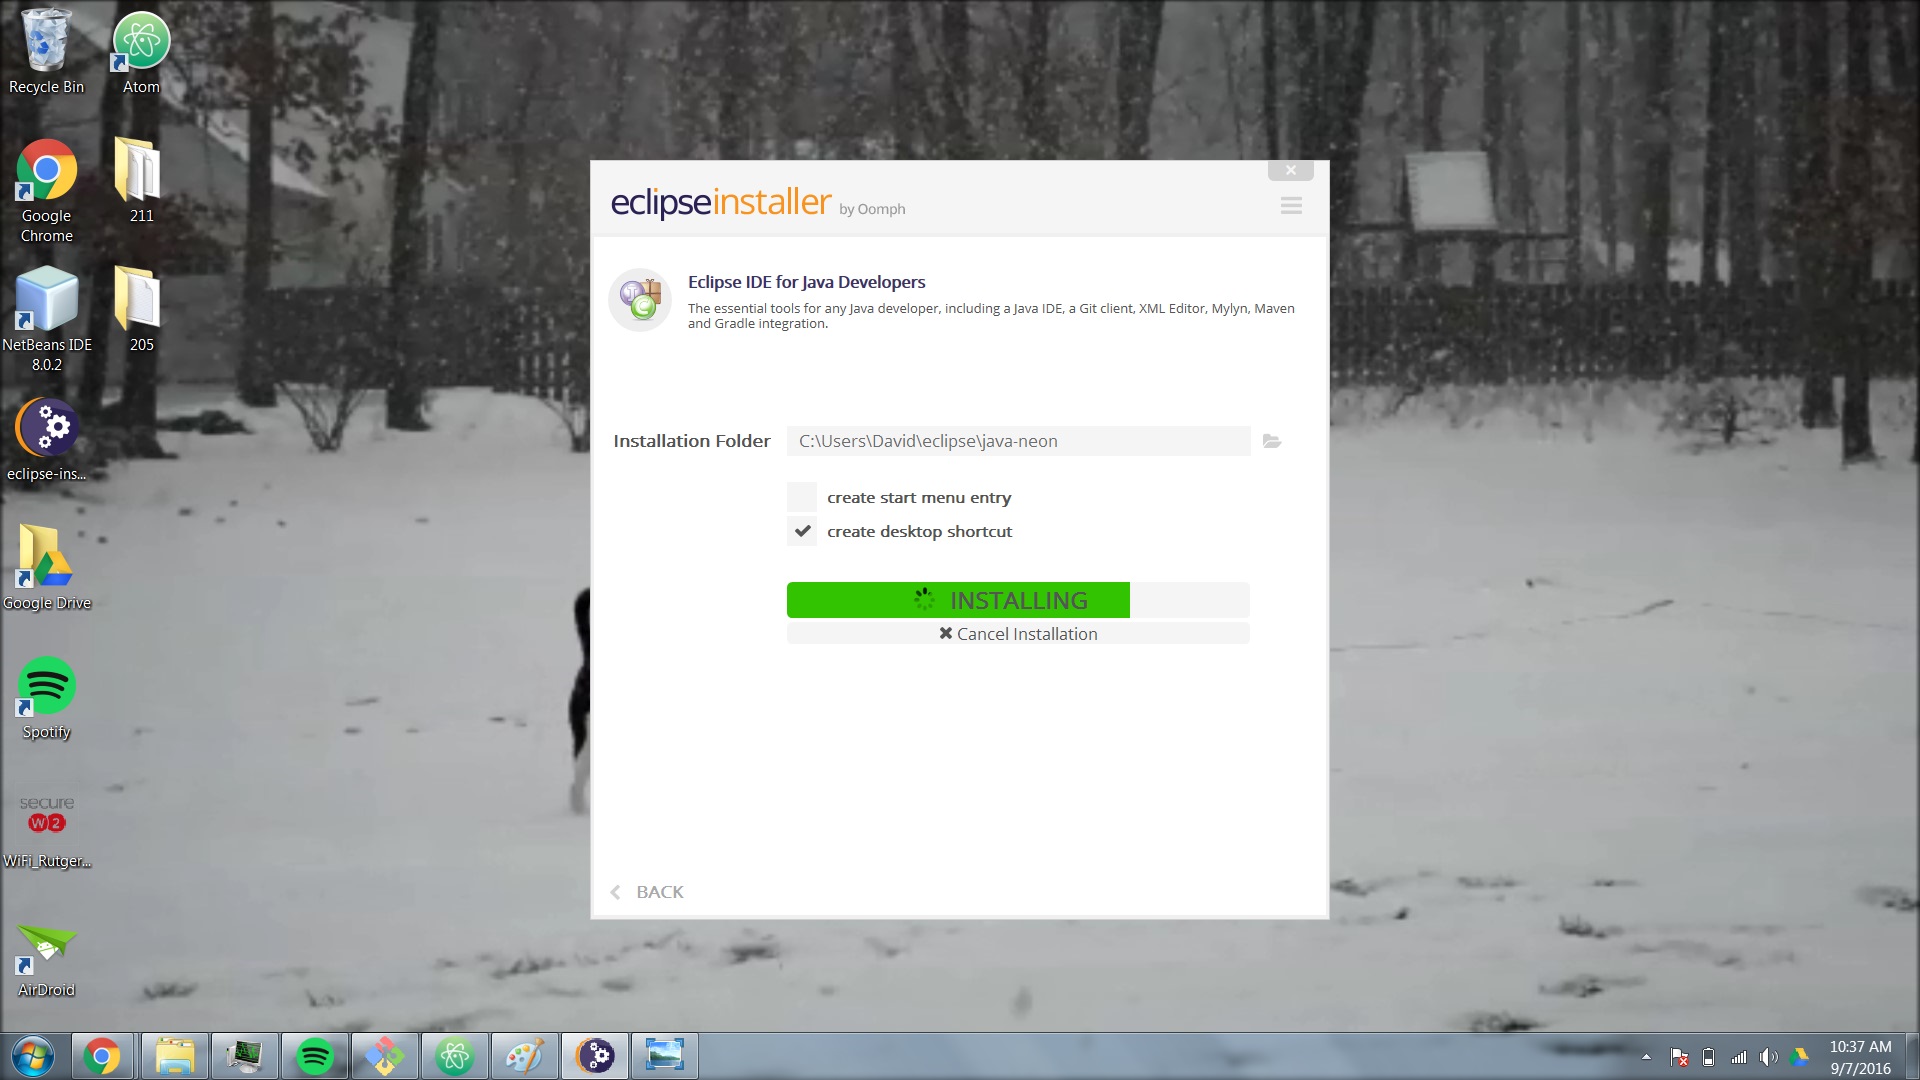 Recycle Bin
Atom
Google
Chrome
211
NetBeans IDE
8.0.2
205
eclipse-ins...
Google Drive
Spotify
secure
W2
WiFi_Rutger...
AirDroid
eclipseinstaller by Oomph
Eclipse IDE for Java Developers
The essential tools for any Java developer, including a Java IDE, a Git client, XML Editor, Mylyn, Maven
and Gradle integration.
Installation Folder
C:\Users\David\eclipse\java-neon
create start menu entry
create desktop shortcut
INSTALLING
Cancel Installation
BACK
10:37 AM
9/7/2016